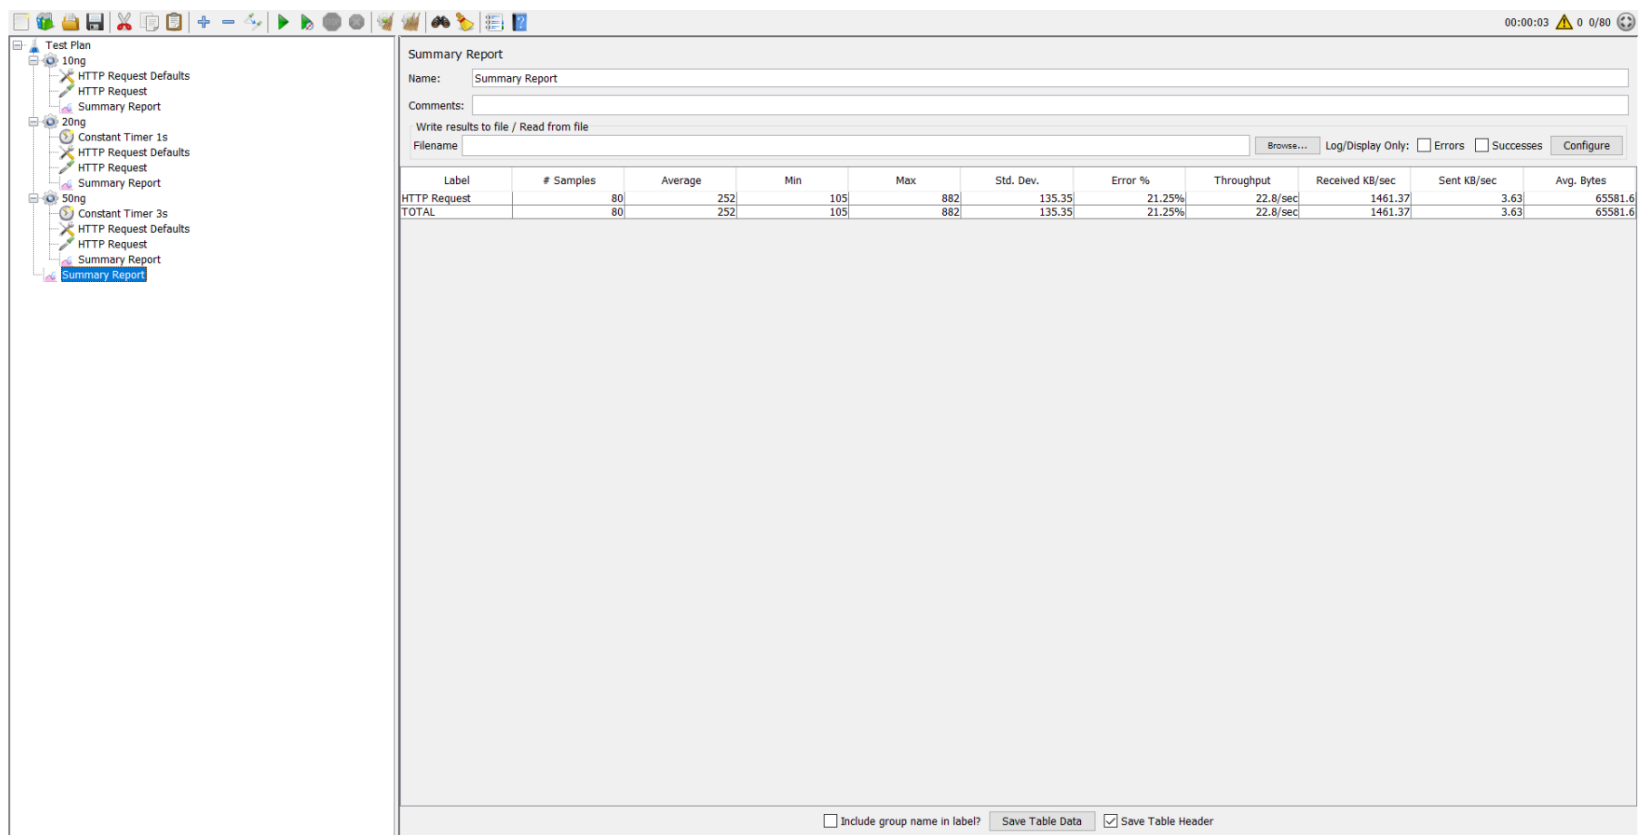 00:00:03 0 0/80
Test Plan
10ng
HTTP Request Defaults
HTTP Request
Summary Report
20ng
Constant Timer 1s
HTTP Request Defaults
HTTP Request
Summary Report
50ng
Constant Timer 3s
HTTP Request Defaults
HTTP Request
Summary Report
Summary Report
Summary Report
Name: Summary Report
Comments:
Write results to file / Read from file
Filename Browse... Log/Display Only: Errors Successes Configure
Label # Samples Average Min Max Std. Dev. Error % Throughput Received KB/sec Sent KB/sec Avg. Bytes
HTTP Request 80 252 105 882 135.35 21.25% 22.8/sec 1461.37 3.63 65581.6
TOTAL 80 252 105 882 135.35 21.25% 22.8/sec 1461.37 3.63 65581.6
Include group name in label? Save Table Data Save Table Header